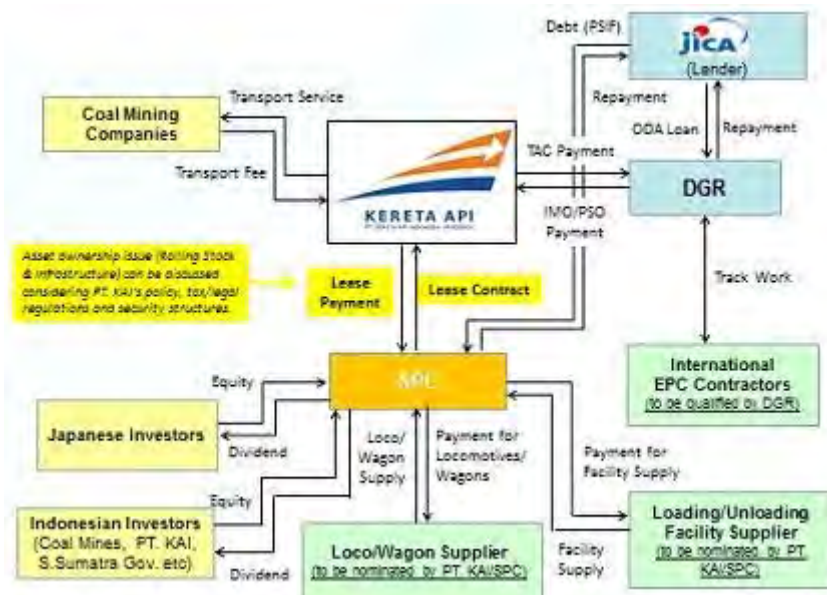 Debt (PSIF)
JICA
(Lender)
Coal Mining
Companies
Transport Service
Transport Fee
Repayment
ODA Loan
Repayment
KERETA API
TAC Payment
IMO/PSO
Payment
DGR
Asset ownership issue (Rolling Stock
& Infrastructure) can be discussed
considering PT. KAI's policy, tax/legal
regulations and security structures.
Lease
Payment
Lease Contract
Track Work
International
EPC Contractors
(to be qualified by DGR)
SPC
Equity
Japanese Investors
Dividend
Equity
Loco/
Wagon
Supply
Payment for
Locomotives/
Wagons
Payment for
Facility Supply
Indonesian Investors
(Coal Mines, PT. KAI,
S.Sumatra Gov. etc)
Dividend
Loco/Wagon Supplier
(to be nominated by PT. KAI/SPC)
Facility
Supply
Loading/Unloading
Facility Supplier
(to be nominated by PT.
KAI/SPC)